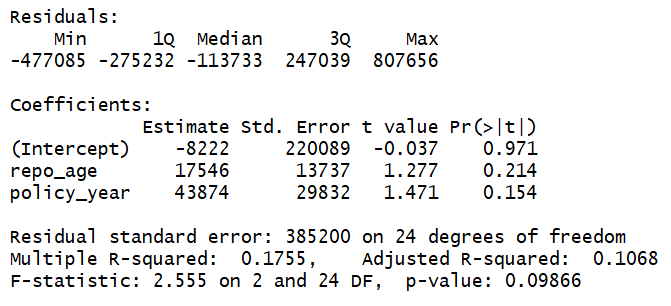 Residuals:
    Min      1Q  Median      3Q     Max
-477085 -275232 -113733  247039  807656

Coefficients:
            Estimate Std. Error t value Pr(>|t|)
(Intercept)    -8222     220089  -0.037    0.971
repo_age       17546      13737   1.277    0.214
policy_year    43874      29832   1.471    0.154

Residual standard error: 385200 on 24 degrees of freedom
Multiple R-squared:  0.1755,    Adjusted R-squared:  0.1068
F-statistic: 2.555 on 2 and 24 DF,  p-value: 0.09866